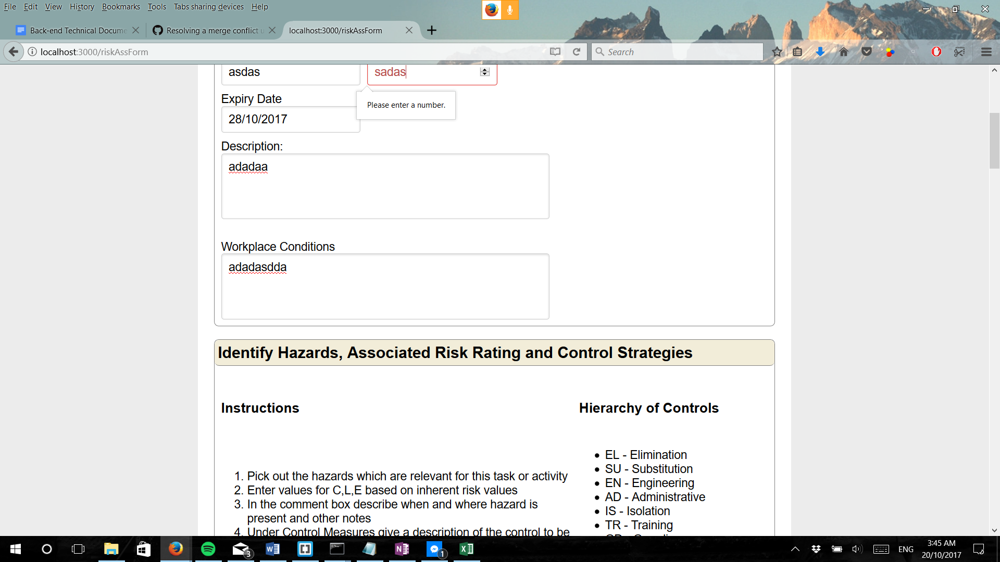 File Edit View History Bookmarks Tools Tabs sharing devices Help
Back-end Technical Docume
Resolving a merge conflict u
localhost:3000/riskAssForm
localhost:3000/riskAssForm
Search
asdas
sadas
Please enter a number.
Expiry Date
28/10/2017
Description:
adadaa
Workplace Conditions
adadasdda
Identify Hazards, Associated Risk Rating and Control Strategies
Instructions
1. Pick out the hazards which are relevant for this task or activity
2. Enter values for C,L,E based on inherent risk values
3. In the comment box describe when and where hazard is
present and other notes
4. Under Control Measures give a description of the control to be
Hierarchy of Controls
EL - Elimination
SU - Substitution
EN - Engineering
AD - Administrative
IS - Isolation
TR - Training
3
1
ENG
3:45 AM
20/10/2017